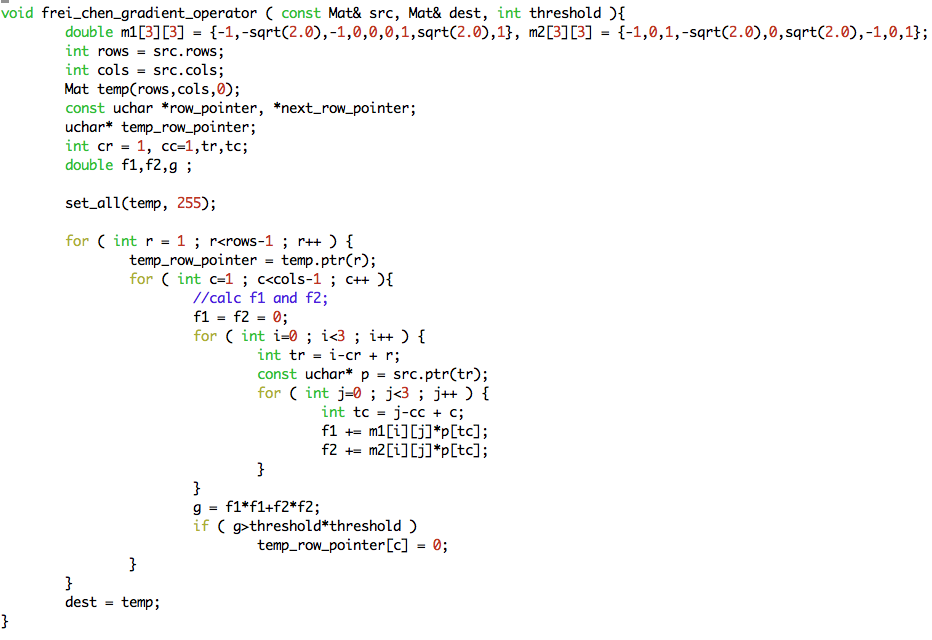 void frei_chen_gradient_operator ( const Mat& src, Mat& dest, int threshold ){
        double m1[3][3] = {-1,-sqrt(2.0),-1,0,0,0,1,sqrt(2.0),1}, m2[3][3] = {-1,0,1,-sqrt(2.0),0,sqrt(2.0),-1,0,1};
        int rows = src.rows;
        int cols = src.cols;
        Mat temp(rows,cols,0);
        const uchar *row_pointer, *next_row_pointer;
        uchar* temp_row_pointer;
        int cr = 1, cc=1,tr,tc;
        double f1,f2,g ;

        set_all(temp, 255);

        for ( int r = 1 ; r<rows-1 ; r++ ) {
                temp_row_pointer = temp.ptr(r);
                for ( int c=1 ; c<cols-1 ; c++ ){
                        //calc f1 and f2;
                        f1 = f2 = 0;
                        for ( int i=0 ; i<3 ; i++ ) {
                                int tr = i-cr + r;
                                const uchar* p = src.ptr(tr);
                                for ( int j=0 ; j<3 ; j++ ) {
                                        int tc = j-cc + c;
                                        f1 += m1[i][j]*p[tc];
                                        f2 += m2[i][j]*p[tc];
                                }
                        }
                        g = f1*f1+f2*f2;
                        if ( g>threshold*threshold )
                                temp_row_pointer[c] = 0;
                }
        }
        dest = temp;
}